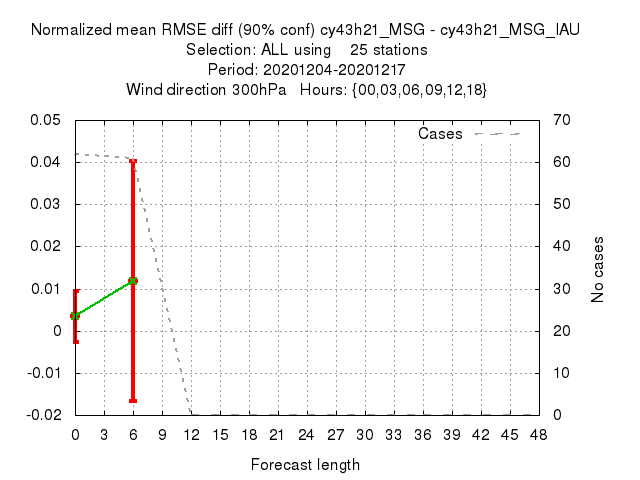 Normalized mean RMSE diff (90% conf) cy43h21_MSG - cy43h21_MSG_IAU
Selection: ALL using    25 stations
Period: 20201204-20201217
Wind direction 300hPa   Hours: {00,03,06,09,12,18}
0.05
0.04
0.03
0.02
0.01
0
-0.01
-0.02
Cases
70
60
50
40
30
20
10
0
No cases
0 3 6 9 12 15 18 21 24 27 30 33 36 39 42 45 48
Forecast length